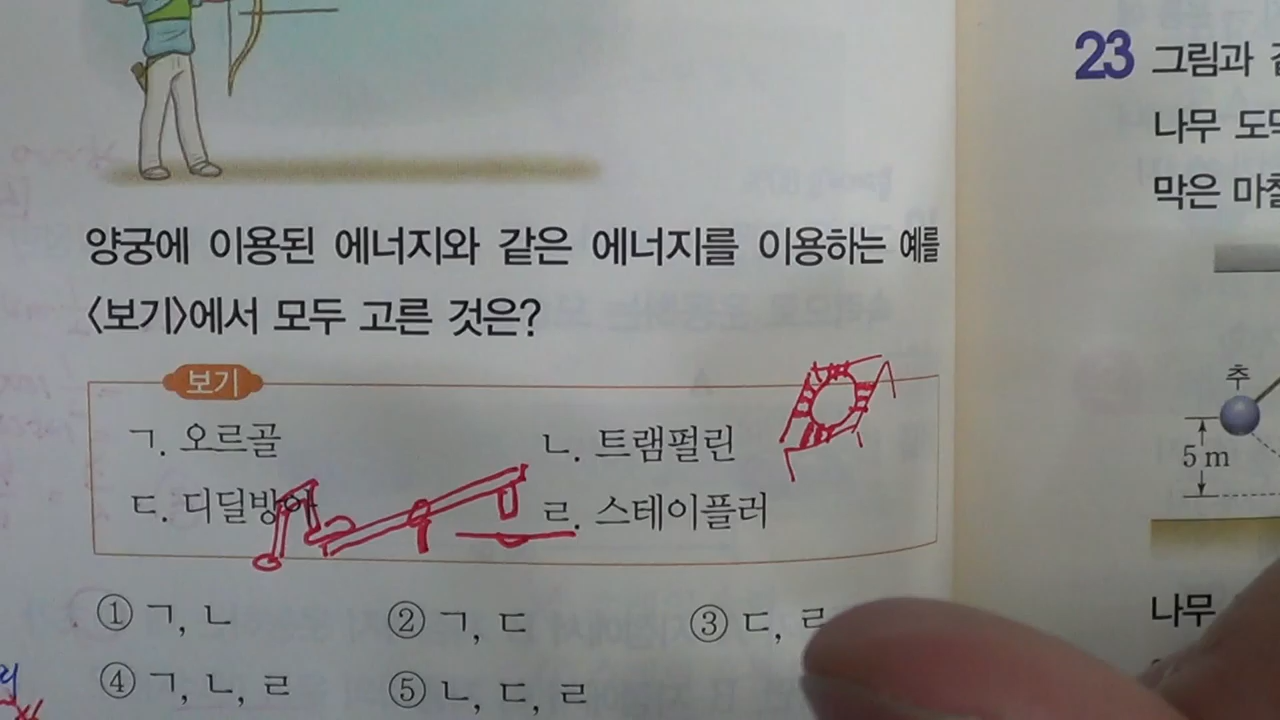 양궁에 이용된 에너지와 같은 에너지를 이용하는 예를
<보기>에서 모두 고른 것은?
보기
ㄱ. 오르골
ㄴ. 트램펄린
ㄷ. 디딜방아
ㄹ. 스테이플러
① ㄱ, ㄴ
② ㄱ, ㄷ
③ ㄷ, ㄹ
④ ㄱ, ㄴ, ㄹ
⑤ ㄴ, ㄷ, ㄹ
23 그림과
나무
막은
추
5 m
나무